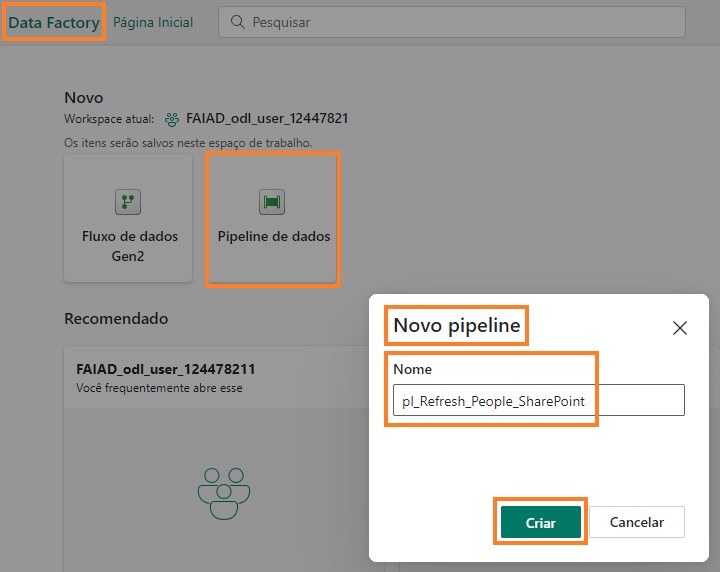 Data Factory Página Inicial Pesquisar
Novo
Workspace atual: FAIAD_odl_user_12447821
Os itens serão salvos neste espaço de trabalho.
Fluxo de dados
Gen2
Pipeline de dados
Recomendado
FAIAD_odl_user_124478211
Você frequentemente abre esse
Novo pipeline
Nome
pl_Refresh_People_SharePoint
Criar Cancelar